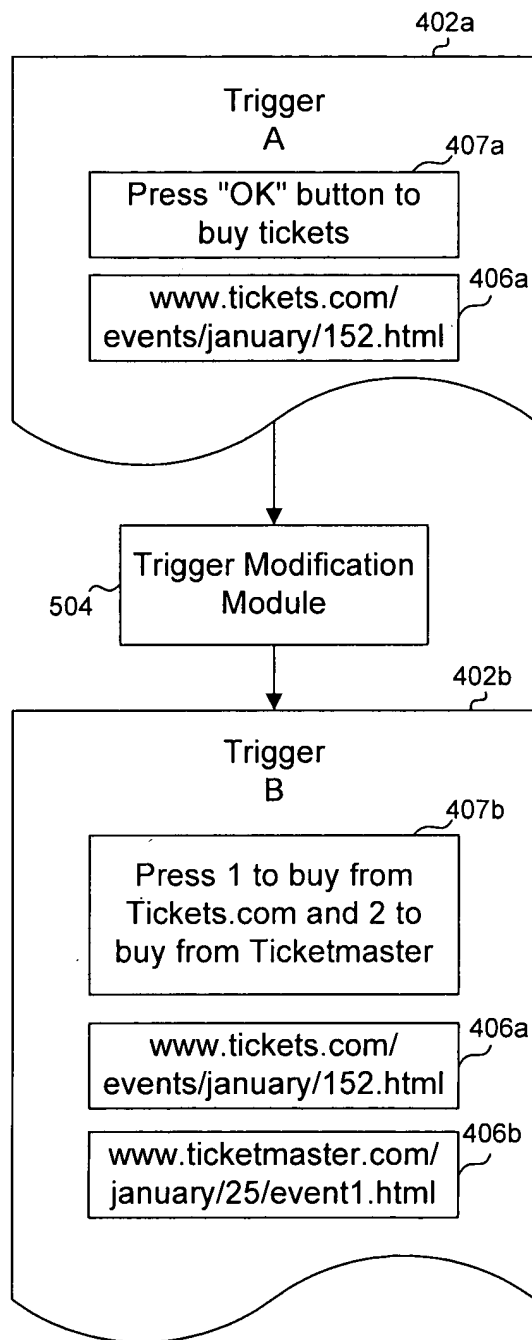 402a
Trigger
A
407a
Press "OK" button to
buy tickets
406a
www.tickets.com/
events/january/152.html
Trigger Modification
Module
504
402b
Trigger
B
407b
Press 1 to buy from
Tickets.com and 2 to
buy from Ticketmaster
406a
www.tickets.com/
events/january/152.html
406b
www.ticketmaster.com/
january/25/event1.html